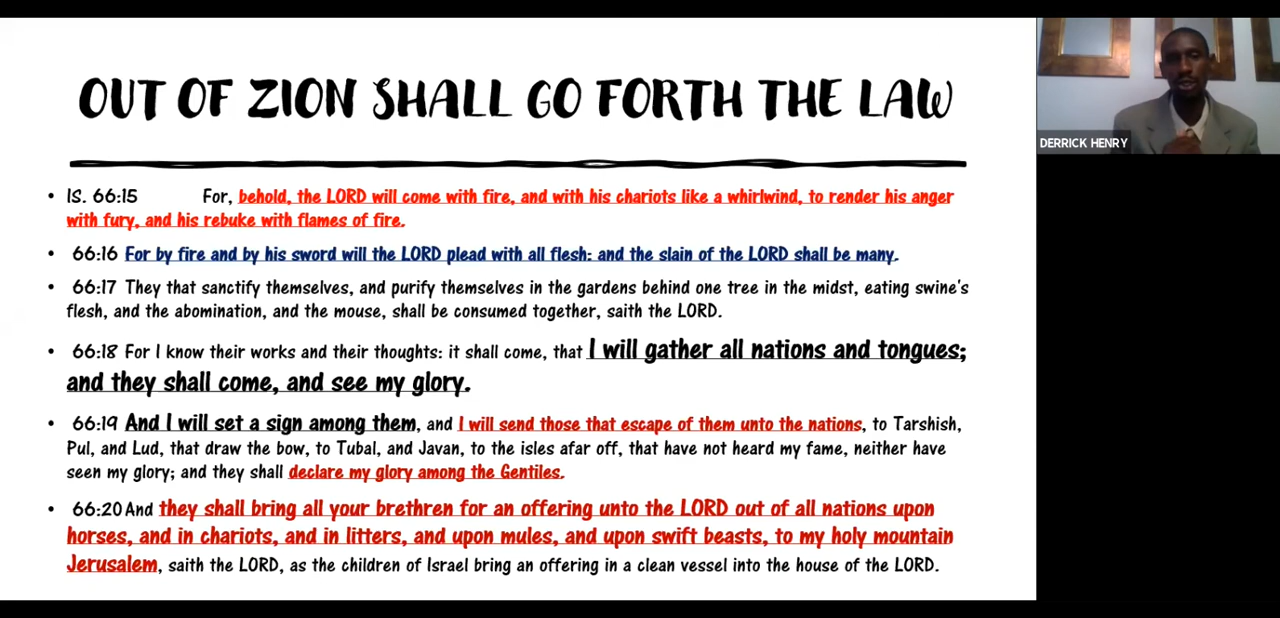 OUT OF ZION SHALL GO FORTH THE LAW
DERRICK HENRY
• IS. 66:15 For, behold, the LORD will come with fire, and with his chariots like a whirlwind, to render his anger
with fury, and his rebuke with flames of fire.
• 66:16 For by fire and by his sword will the LORD plead with all flesh: and the slain of the LORD shall be many.
• 66:17 They that sanctify themselves, and purify themselves in the gardens behind one tree in the midst, eating swine's
flesh, and the abomination, and the mouse, shall be consumed together, saith the LORD.
• 66:18 For I know their works and their thoughts: it shall come, that I will gather all nations and tongues;
and they shall come, and see my glory.
• 66:19 And I will set a sign among them, and I will send those that escape of them unto the nations, to Tarshish,
Pul, and Lud, that draw the bow, to Tubal, and Javan, to the isles afar off, that have not heard my fame, neither have
seen my glory; and they shall declare my glory among the Gentiles.
• 66:20 And they shall bring all your brethren for an offering unto the LORD out of all nations upon
horses, and in chariots, and in litters, and upon mules, and upon swift beasts, to my holy mountain
Jerusalem, saith the LORD, as the children of Israel bring an offering in a clean vessel into the house of the LORD.